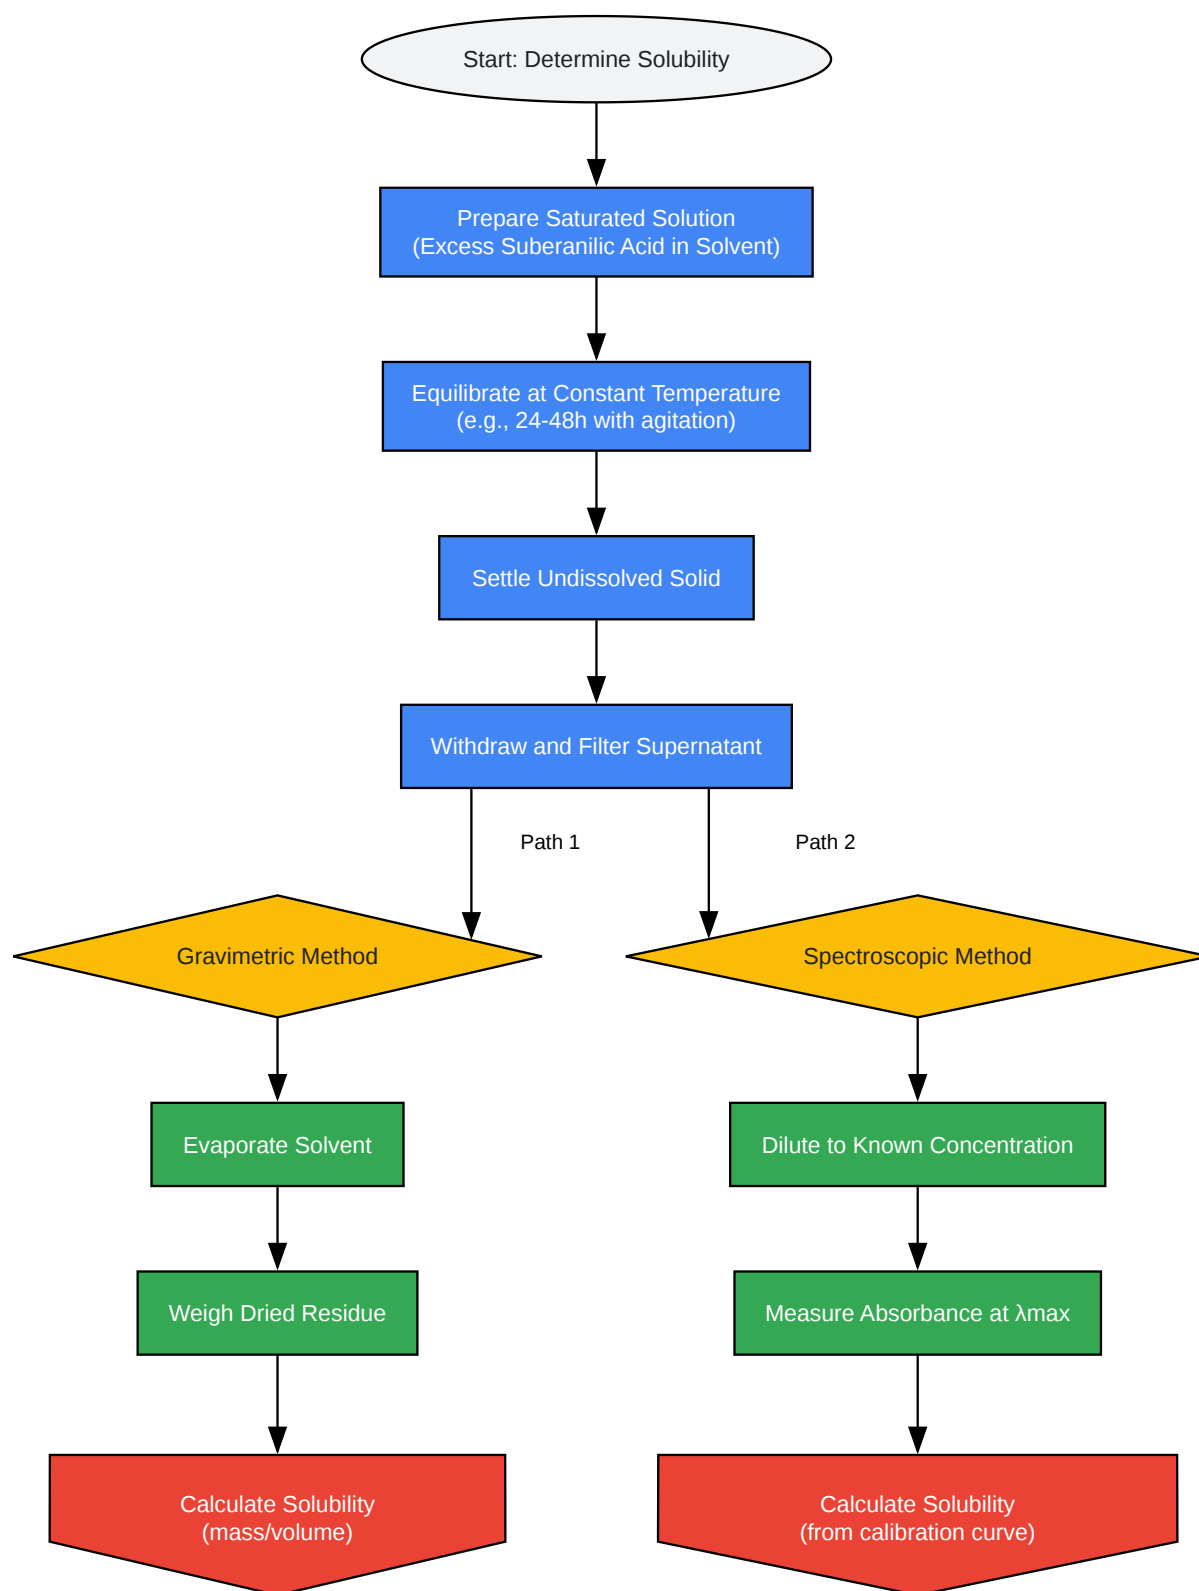 Start: Determine Solubility
Prepare Saturated Solution
(Excess Suberanilic Acid in Solvent)
Equilibrate at Constant Temperature
(e.g., 24-48h with agitation)
Settle Undissolved Solid
Withdraw and Filter Supernatant
Path 1
Path 2
Gravimetric Method
Spectroscopic Method
Evaporate Solvent
Dilute to Known Concentration
Weigh Dried Residue
Measure Absorbance at λmax
Calculate Solubility
(mass/volume)
Calculate Solubility
(from calibration curve)